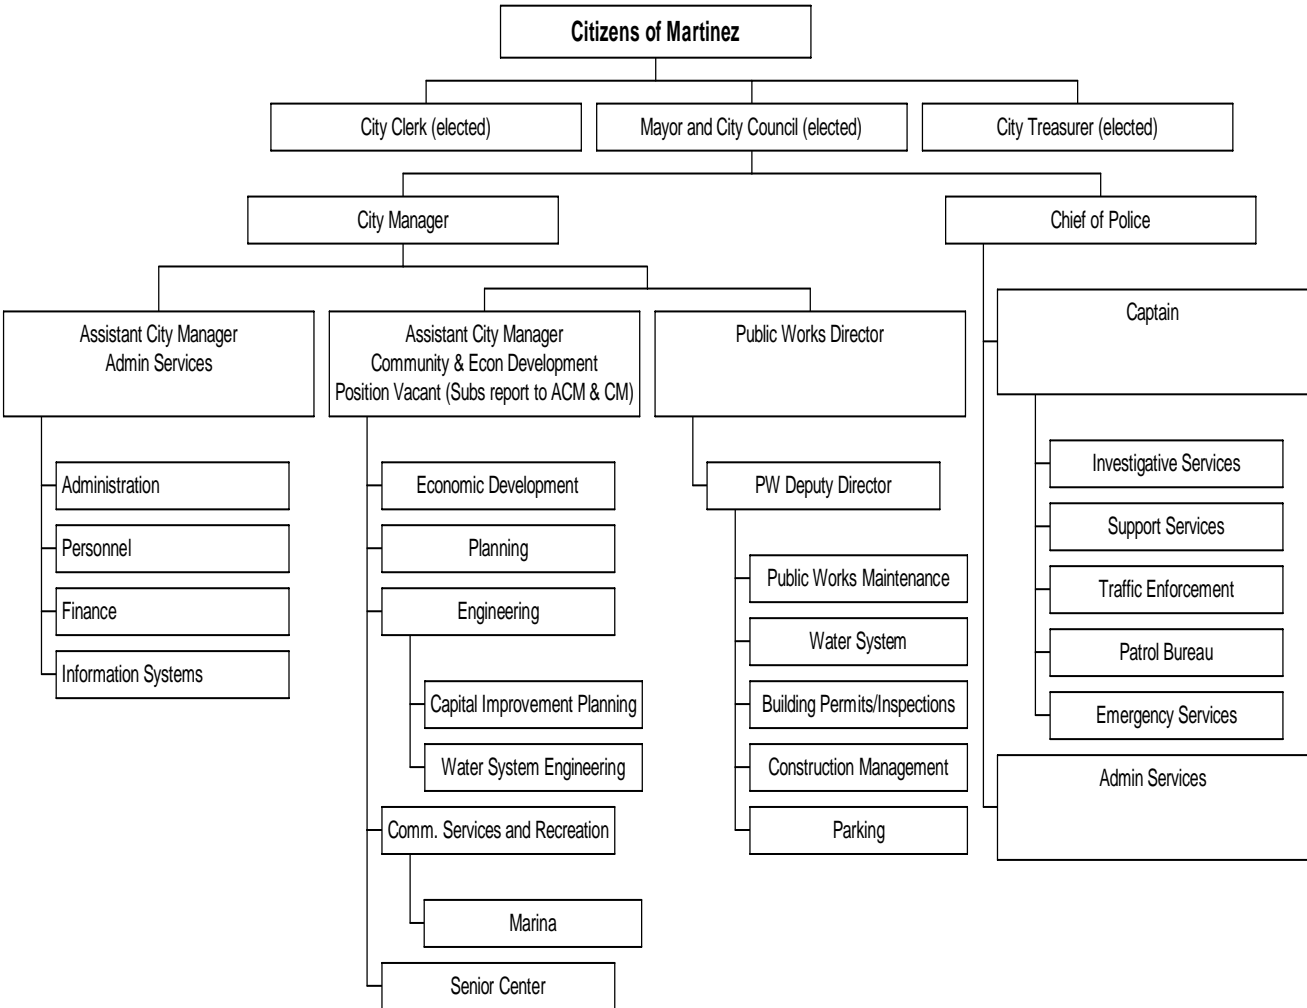 Citizens of Martinez
City Clerk (elected)
Mayor and City Council (elected)
City Treasurer (elected)
City Manager
Chief of Police
Assistant City Manager
Admin Services
Assistant City Manager
Community & Econ Development
Position Vacant (Subs report to ACM & CM)
Public Works Director
Captain
Administration
Personnel
Finance
Information Systems
Economic Development
Planning
Engineering
Capital Improvement Planning
Water System Engineering
Comm. Services and Recreation
Marina
Senior Center
PW Deputy Director
Public Works Maintenance
Water System
Building Permits/Inspections
Construction Management
Parking
Investigative Services
Support Services
Traffic Enforcement
Patrol Bureau
Emergency Services
Admin Services